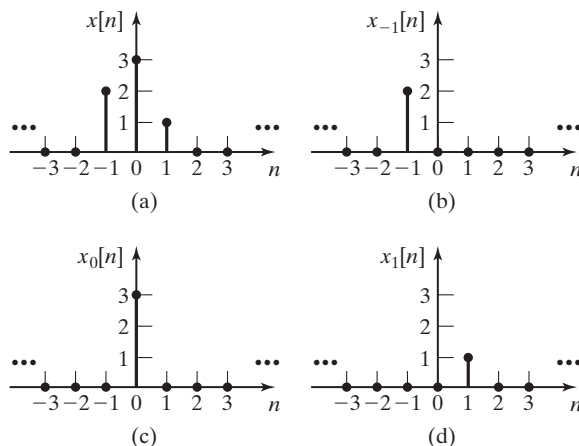 x[n] x₋₁[n]
3 3
2 2
1 1
••• ••• ••• •••
−3 −2 −1 0 1 2 3 n −3 −2 −1 0 1 2 3 n
(a) (b)
x₀[n] x₁[n]
3 3
2 2
1 1
••• ••• ••• •••
−3 −2 −1 0 1 2 3 n −3 −2 −1 0 1 2 3 n
(c) (d)